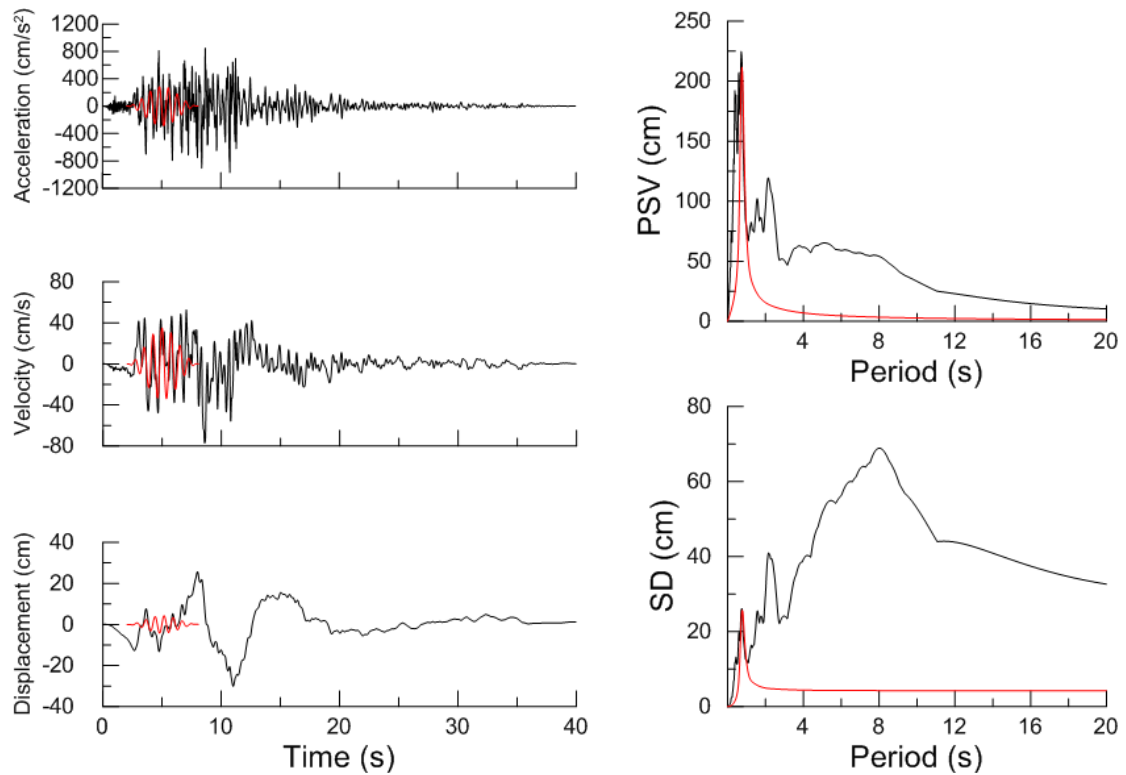 1200
800
400
0
-400
-800
-1200
Acceleration (cm/s²)
80
40
0
-40
-80
Velocity (cm/s)
40
20
0
-20
-40
Displacement (cm)
0 10 20 30 40
Time (s)
250
200
150
100
50
0
PSV (cm)
4 8 12 16 20
Period (s)
80
60
40
20
0
SD (cm)
4 8 12 16 20
Period (s)